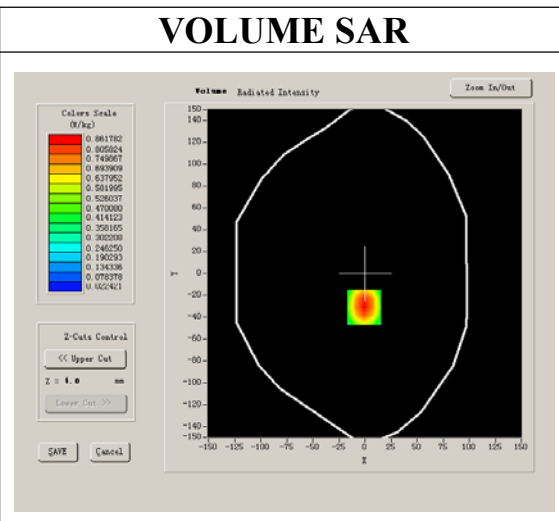 VOLUME SAR
Volume Radiated Intensity
Zoom In/Out
Colors Scale
(W/kg)
0.861782
0.805824
0.749867
0.693909
0.637952
0.581995
0.526037
0.470080
0.414123
0.358165
0.302208
0.246250
0.190293
0.134336
0.078378
0.022421
Z-Cuts Control
<< Upper Cut
Z = 4.0 mm
Lower Cut >>
SAVE Cancel
150
140
120
100
80
60
40
20
0
-20
-40
-60
-80
-100
-120
-140
-150
Y
-150 -125 -100 -75 -50 -25 0 25 50 75 100 125 150
X